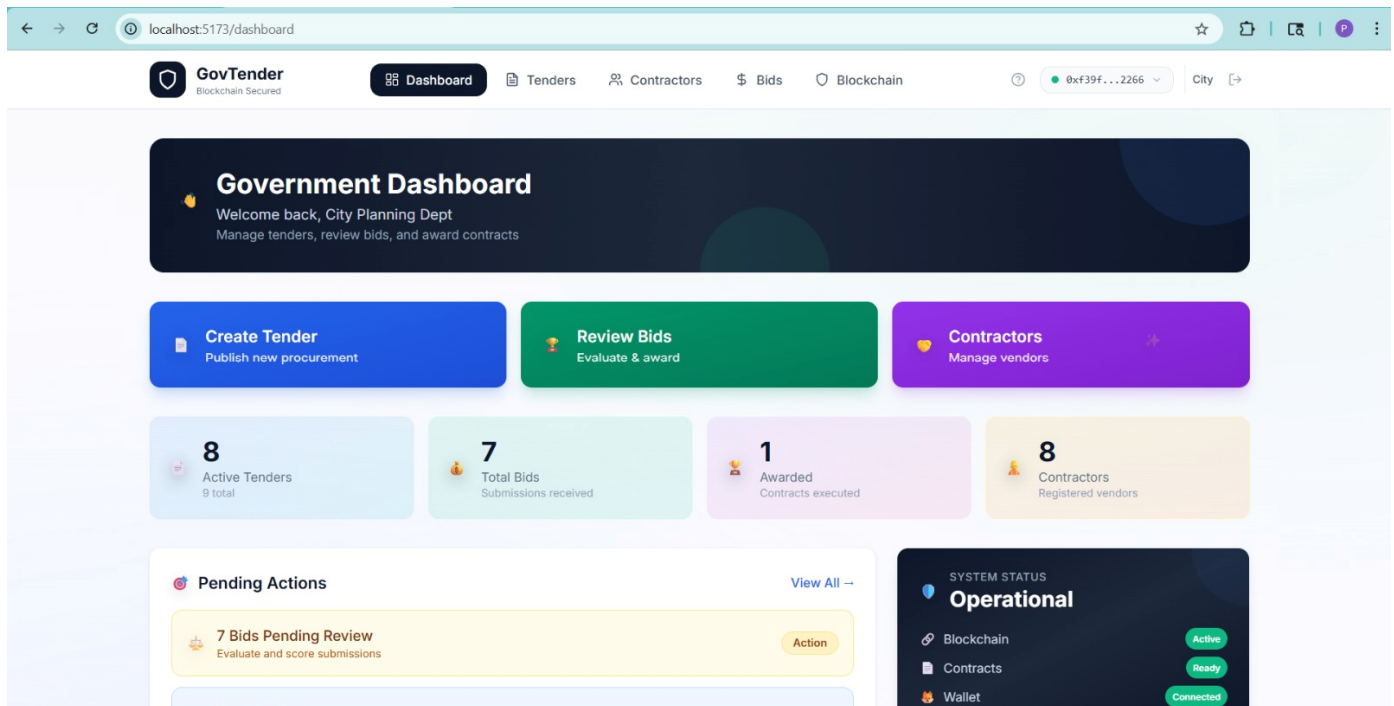 localhost:5173/dashboard
P
GovTender
Blockchain Secured
Dashboard
Tenders
Contractors
$ Bids
Blockchain
0xf39f...2266
City
Government Dashboard
Welcome back, City Planning Dept
Manage tenders, review bids, and award contracts
Create Tender
Publish new procurement
Review Bids
Evaluate & award
Contractors
Manage vendors
8
Active Tenders
9 total
7
Total Bids
Submissions received
1
Awarded
Contracts executed
8
Contractors
Registered vendors
Pending Actions
View All →
7 Bids Pending Review
Evaluate and score submissions
Action
SYSTEM STATUS
Operational
Blockchain
Active
Contracts
Ready
Wallet
Connected